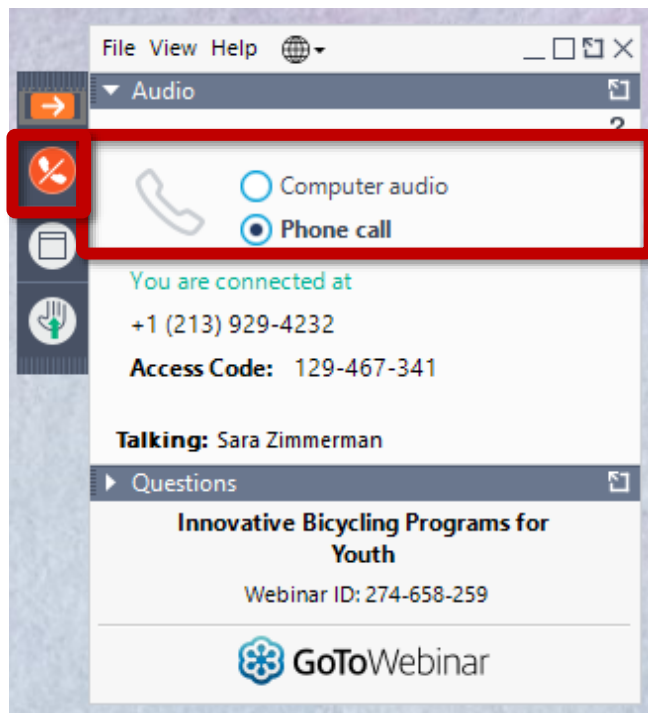 File View Help
Audio
?
Computer audio
Phone call
You are connected at
+1 (213) 929-4232
Access Code: 129-467-341
Talking: Sara Zimmerman
Questions
Innovative Bicycling Programs for
Youth
Webinar ID: 274-658-259
GoToWebinar